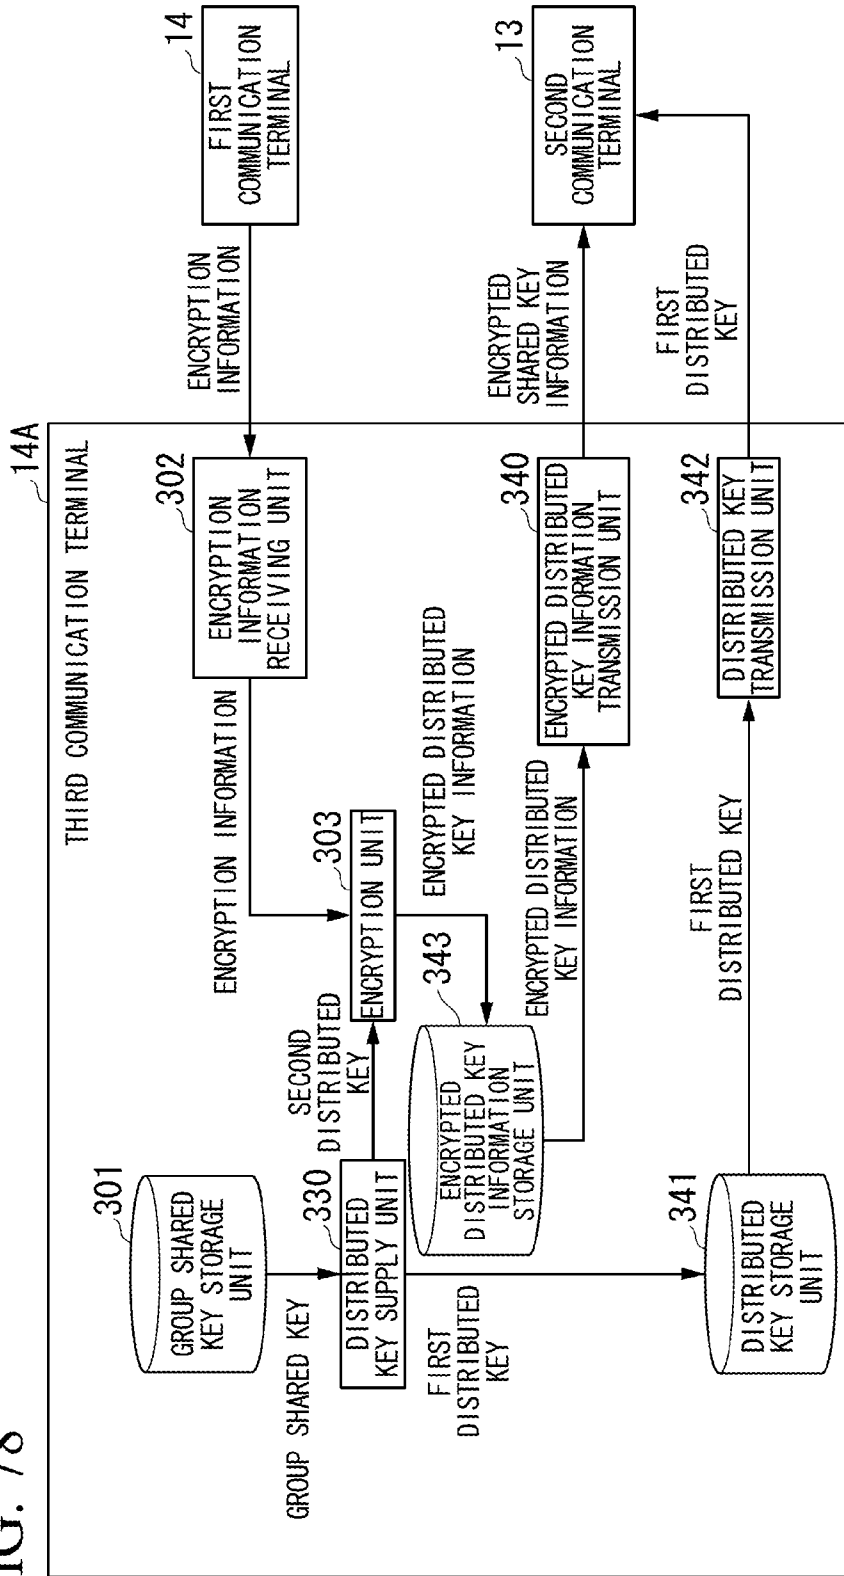 IG. 78
14A
THIRD COMMUNICATION TERMINAL
301
GROUP SHARED
KEY STORAGE
UNIT
GROUP SHARED KEY
330
DISTRIBUTED
KEY SUPPLY UNIT
SECOND
DISTRIBUTED
KEY
FIRST
DISTRIBUTED
KEY
ENCRYPTION INFORMATION
303
ENCRYPTION UNIT
302
ENCRYPTION
INFORMATION
RECEIVING UNIT
ENCRYPTION
INFORMATION
14
FIRST
COMMUNICATION
TERMINAL
ENCRYPTED DISTRIBUTED
KEY INFORMATION
343
ENCRYPTED
DISTRIBUTED KEY
INFORMATION
STORAGE UNIT
ENCRYPTED DISTRIBUTED
KEY INFORMATION
340
ENCRYPTED DISTRIBUTED
KEY INFORMATION
TRANSMISSION UNIT
ENCRYPTED
SHARED KEY
INFORMATION
13
SECOND
COMMUNICATION
TERMINAL
341
DISTRIBUTED
KEY STORAGE
UNIT
FIRST
DISTRIBUTED KEY
342
DISTRIBUTED KEY
TRANSMISSION UNIT
FIRST
DISTRIBUTED
KEY